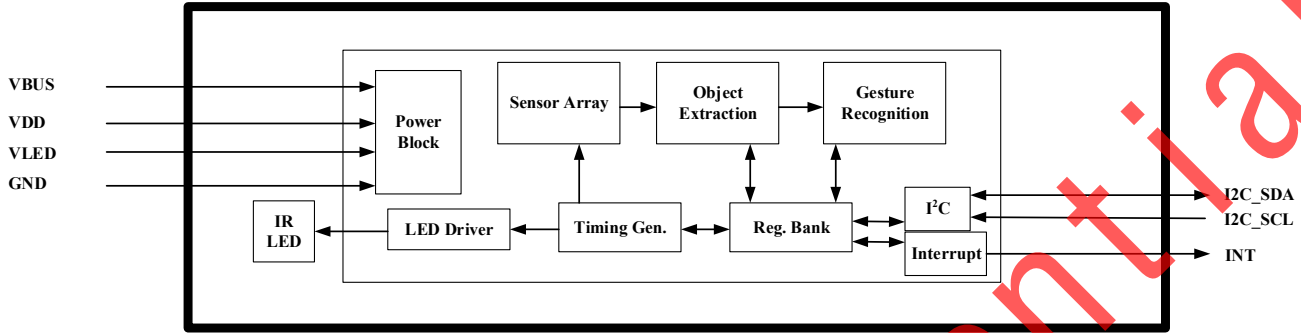 VBUS
VDD
VLED
GND
Power
Block
Sensor Array
Object
Extraction
Gesture
Recognition
IR
LED
LED Driver
Timing Gen.
Reg. Bank
I²C
Interrupt
I2C_SDA
I2C_SCL
INT
ntia